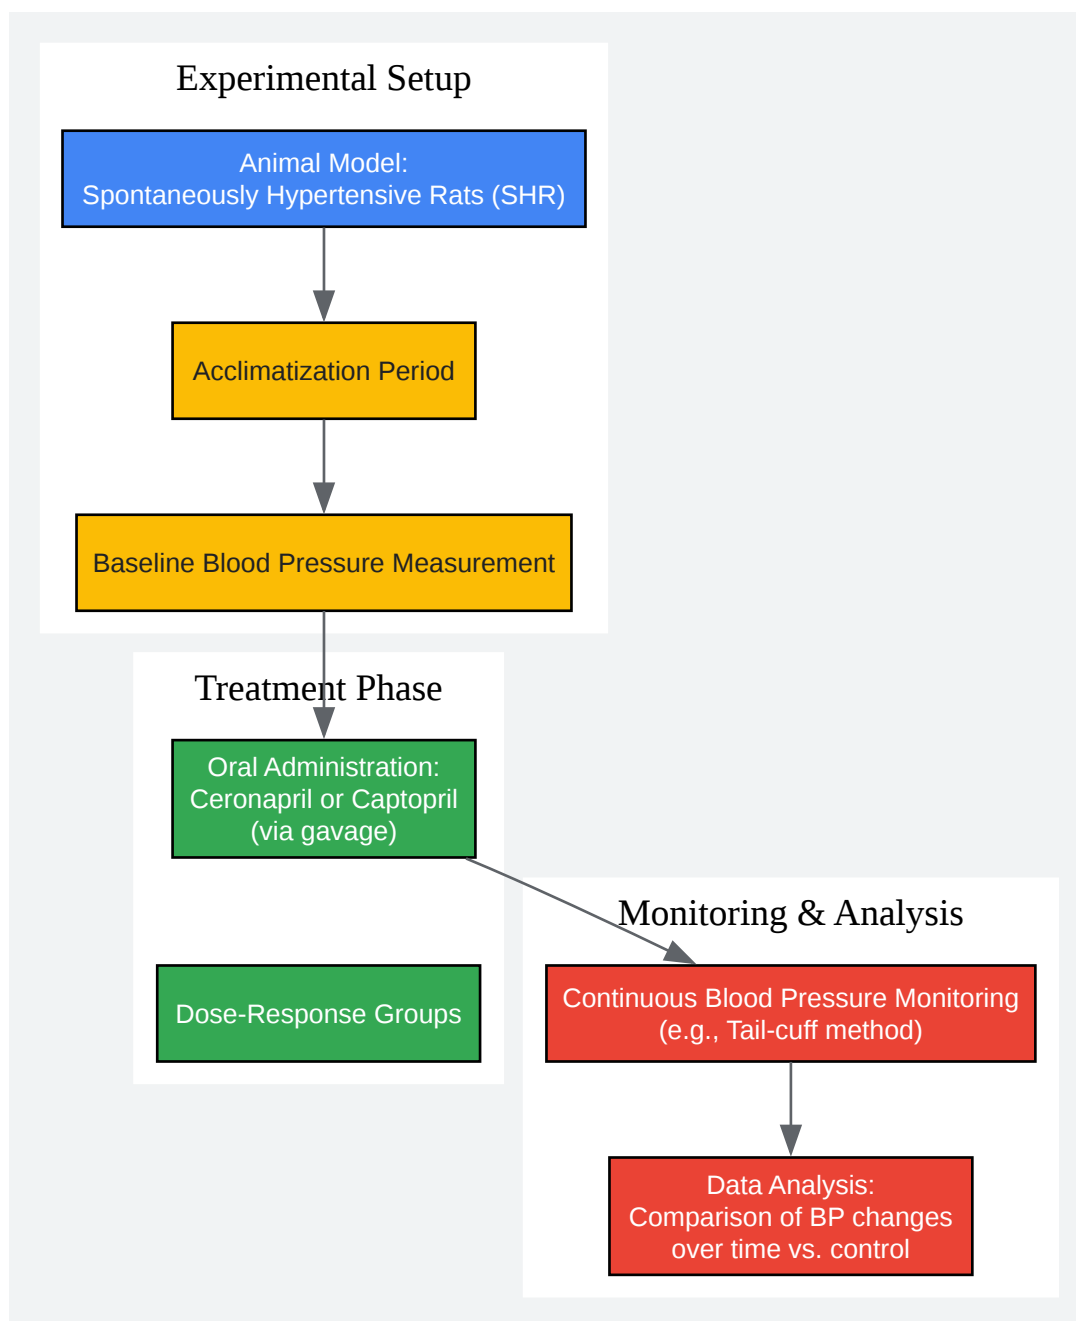 Experimental Setup
Animal Model:
Spontaneously Hypertensive Rats (SHR)
Acclimatization Period
Baseline Blood Pressure Measurement
Treatment Phase
Oral Administration:
Ceronapril or Captopril
(via gavage)
Dose-Response Groups
Monitoring & Analysis
Continuous Blood Pressure Monitoring
(e.g., Tail-cuff method)
Data Analysis:
Comparison of BP changes
over time vs. control